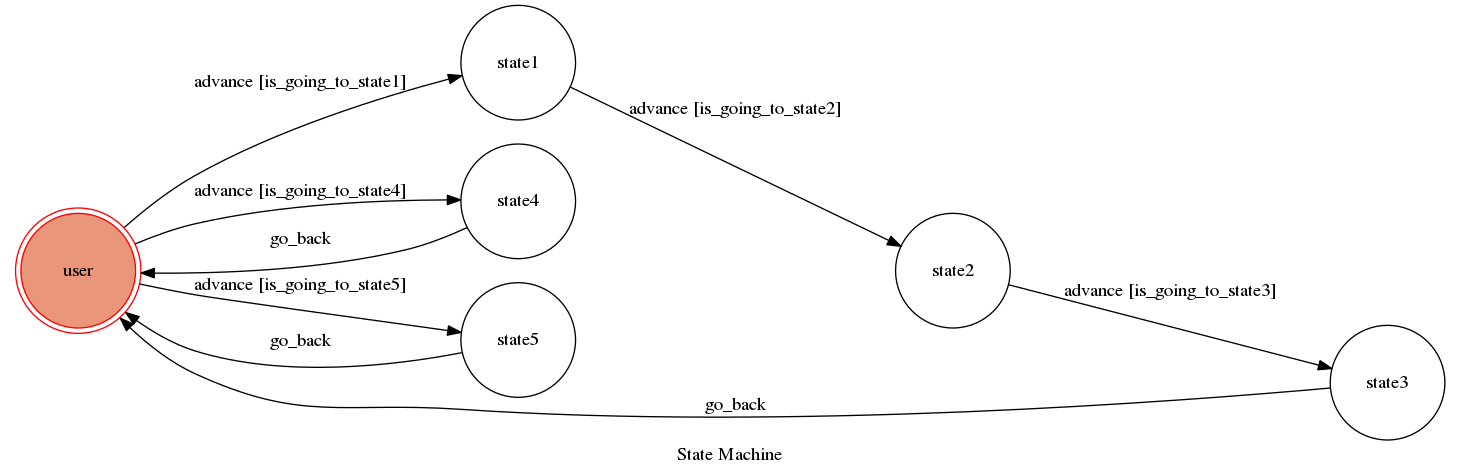 state1
advance [is_going_to_state1]
advance [is_going_to_state2]
advance [is_going_to_state4]
state4
go_back
user
state2
advance [is_going_to_state5]
advance [is_going_to_state3]
state5
go_back
state3
go_back
State Machine